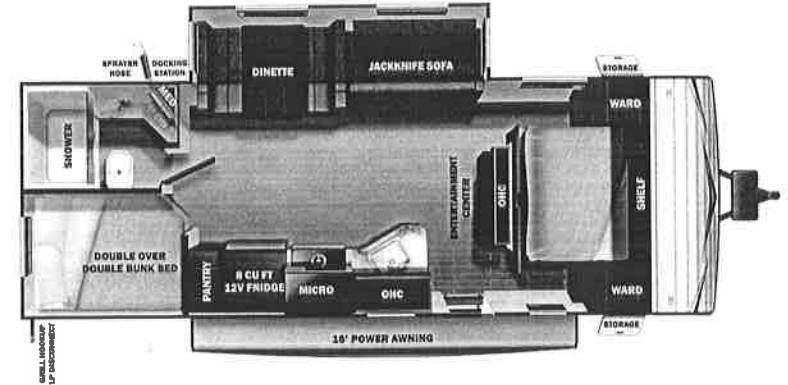 SPRAYER
HOSE
DOCKING
STATION
MED
SHOWER
DINETTE
JACKKNIFE SOFA
STORAGE
WARD
ENTERTAINMENT
CENTER
OHC
SHELF
DOUBLE OVER
DOUBLE BUNK BED
PANTRY
8 CU FT
12V FRIDGE
MICRO
OHC
WARD
STORAGE
16' POWER AWNING
GRILL HOOKUP
LP DISCONNECT